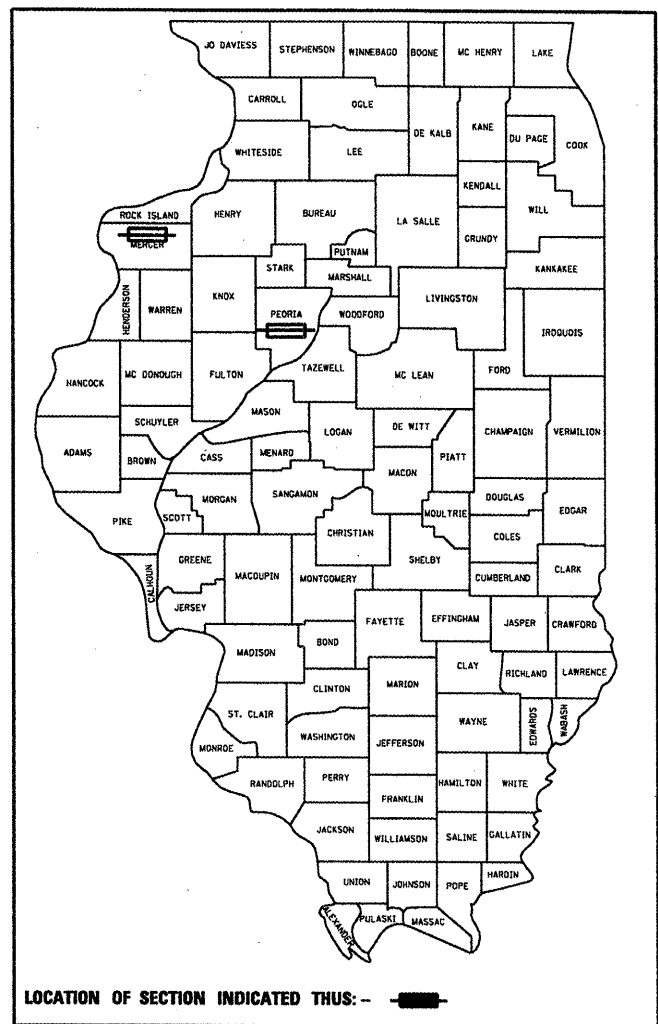 JO DAVIESS STEPHENSON WINNEBAGO BOONE MC HENRY LAKE
CARROLL OGLE
DE KALB KANE DU PAGE COOK
WHITESIDE LEE
KENDALL
ROCK ISLAND HENRY BUREAU LA SALLE WILL
GRUNDY
MERCER
PUTNAM
STARK MARSHALL KANKAKEE
HENDERSON WARREN KNOX PEORIA WOODFORD LIVINGSTON IROQUOIS
HANCOCK MC DONOUGH FULTON TAZEWELL MC LEAN FORD
MASON
SCHUYLER LOGAN DE WITT CHAMPAIGN VERMILION
ADAMS BROWN CASS MENARD MACON PIATT
MORGAN SANGAMON DOUGLAS
PIKE SCOTT CHRISTIAN MOULTRIE COLES EDGAR
GREENE MACOUPIN MONTGOMERY SHELBY CUMBERLAND CLARK
CALHOUN JERSEY
FAYETTE EFFINGHAM JASPER CRAWFORD
MADISON BOND
CLAY RICHLAND LAWRENCE
CLINTON MARION
ST. CLAIR WAYNE EDWARDS WABASH
MONROE WASHINGTON JEFFERSON
RANDOLPH PERRY HAMILTON WHITE
FRANKLIN
JACKSON WILLIAMSON SALINE GALLATIN
UNION JOHNSON POPE HARDIN
ALEXANDER PULASKI MASSAC
LOCATION OF SECTION INDICATED THUS: –